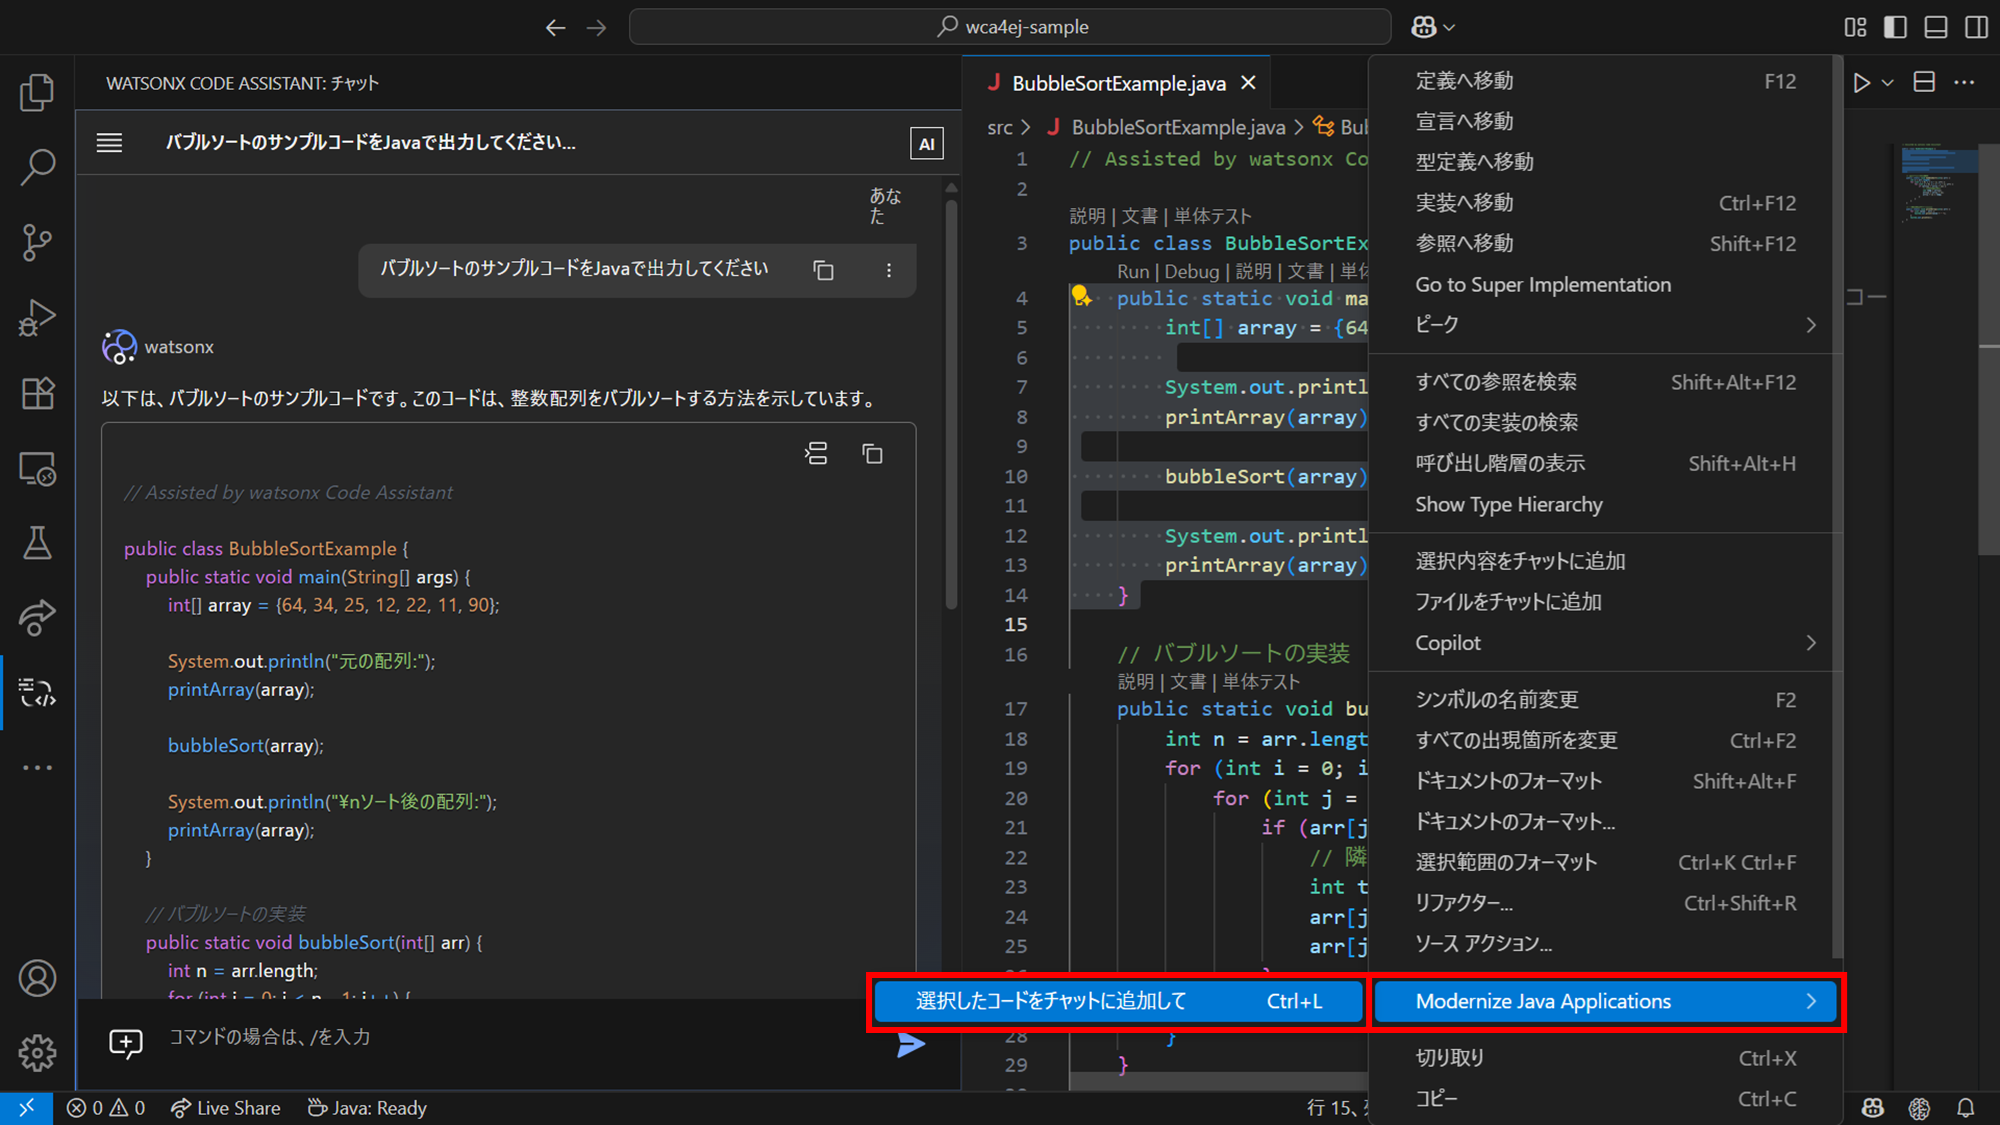 wca4ej-sample
WATSONX CODE ASSISTANT: チャット
バブルソートのサンプルコードをJavaで出力してください...
AI
あな
た
バブルソートのサンプルコードをJavaで出力してください
watsonx
以下は、バブルソートのサンプルコードです。このコードは、整数配列をバブルソートする方法を示しています。
// Assisted by watsonx Code Assistant
public class BubbleSortExample {
public static void main(String[] args) {
int[] array = {64, 34, 25, 12, 22, 11, 90};
System.out.println("元の配列:");
printArray(array);
bubbleSort(array);
System.out.println("¥nソート後の配列:");
printArray(array);
}
// バブルソートの実装
public static void bubbleSort(int[] arr) {
int n = arr.length;
for (int i = 0; i < n - 1; i++) {
コマンドの場合は、/を入力
BubbleSortExample.java
src > BubbleSortExample.java > Bub
1 // Assisted by watsonx Co
2
説明 | 文書 | 単体テスト
3 public class BubbleSortEx
Run | Debug | 説明 | 文書 | 単体
4 public static void ma
5 int[] array = {64
6
7 System.out.printl
8 printArray(array)
9
10 bubbleSort(array)
11
12 System.out.printl
13 printArray(array)
14 }
15
16 // バブルソートの実装
説明 | 文書 | 単体テスト
17 public static void bu
18 int n = arr.lengt
19 for (int i = 0; i
20 for (int j =
21 if (arr[j
22 // 隣
23 int t
24 arr[j
25 arr[j
28 }
29 }
定義へ移動 F12
宣言へ移動
型定義へ移動
実装へ移動 Ctrl+F12
参照へ移動 Shift+F12
Go to Super Implementation
ピーク
すべての参照を検索 Shift+Alt+F12
すべての実装の検索
呼び出し階層の表示 Shift+Alt+H
Show Type Hierarchy
選択内容をチャットに追加
ファイルをチャットに追加
Copilot
シンボルの名前変更 F2
すべての出現箇所を変更 Ctrl+F2
ドキュメントのフォーマット Shift+Alt+F
ドキュメントのフォーマット...
選択範囲のフォーマット Ctrl+K Ctrl+F
リファクター... Ctrl+Shift+R
ソース アクション...
選択したコードをチャットに追加して Ctrl+L
Modernize Java Applications
切り取り Ctrl+X
コピー Ctrl+C
0 0 Live Share Java: Ready
行 15、